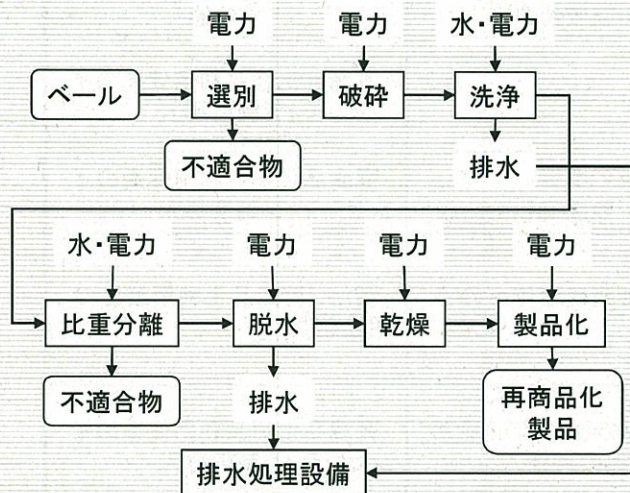 電力
電力
水・電力
ベール
選別
破砕
洗浄
不適合物
排水
水・電力
電力
電力
電力
比重分離
脱水
乾燥
製品化
不適合物
排水
再商品化
製品
排水処理設備